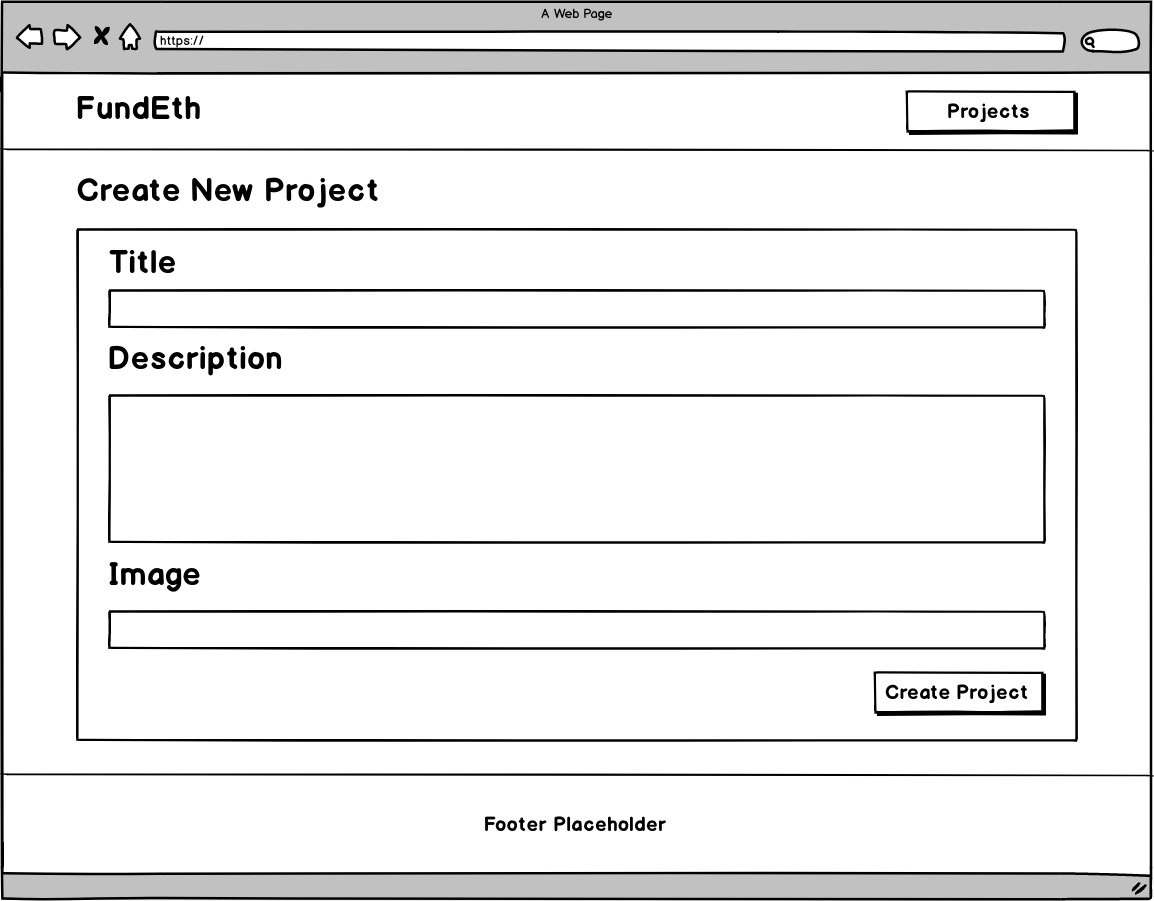 A Web Page
https://
FundEth
Projects
Create New Project
Title
Description
Image
Create Project
Footer Placeholder